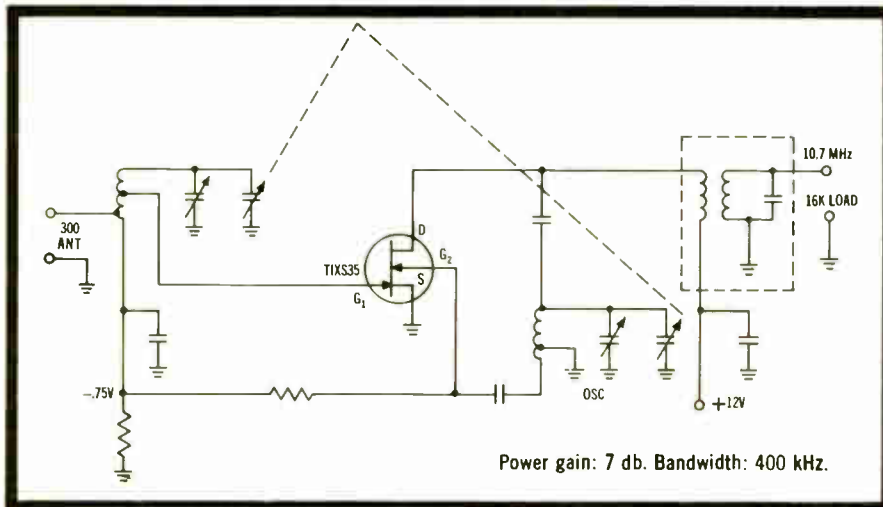 10.7 MHz
16K LOAD
300
ANT
D
G2
TIXS35
S
G1
OSC
-.75V
+12V
Power gain: 7 db. Bandwidth: 400 kHz.